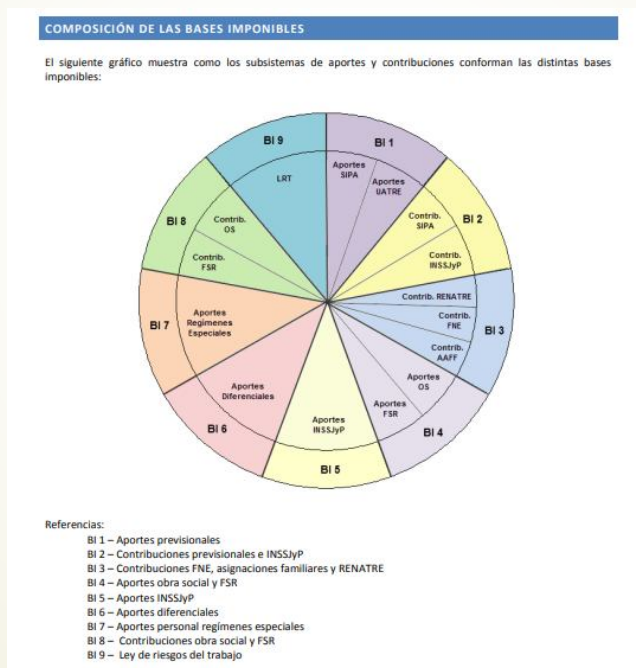 COMPOSICIÓN DE LAS BASES IMPONIBLES
El siguiente gráfico muestra como los subsistemas de aportes y contribuciones conforman las distintas bases
imponibles:
BI 1
Aportes
SIPA
Aportes
UATRE
BI 2
Contrib.
SIPA
Contrib.
INSSJyP
BI 3
Contrib. RENATRE
Contrib.
FNE
Contrib.
AAFF
BI 4
Aportes
OS
Aportes
FSR
BI 5
Aportes
INSSJyP
BI 6
Aportes
Diferenciales
BI 7
Aportes
Regímenes
Especiales
BI 8
Contrib.
OS
Contrib.
FSR
BI 9
LRT
Referencias:
BI 1 – Aportes previsionales
BI 2 – Contribuciones previsionales e INSSJyP
BI 3 – Contribuciones FNE, asignaciones familiares y RENATRE
BI 4 – Aportes obra social y FSR
BI 5 – Aportes INSSJyP
BI 6 – Aportes diferenciales
BI 7 – Aportes personal regímenes especiales
BI 8 – Contribuciones obra social y FSR
BI 9 – Ley de riesgos del trabajo